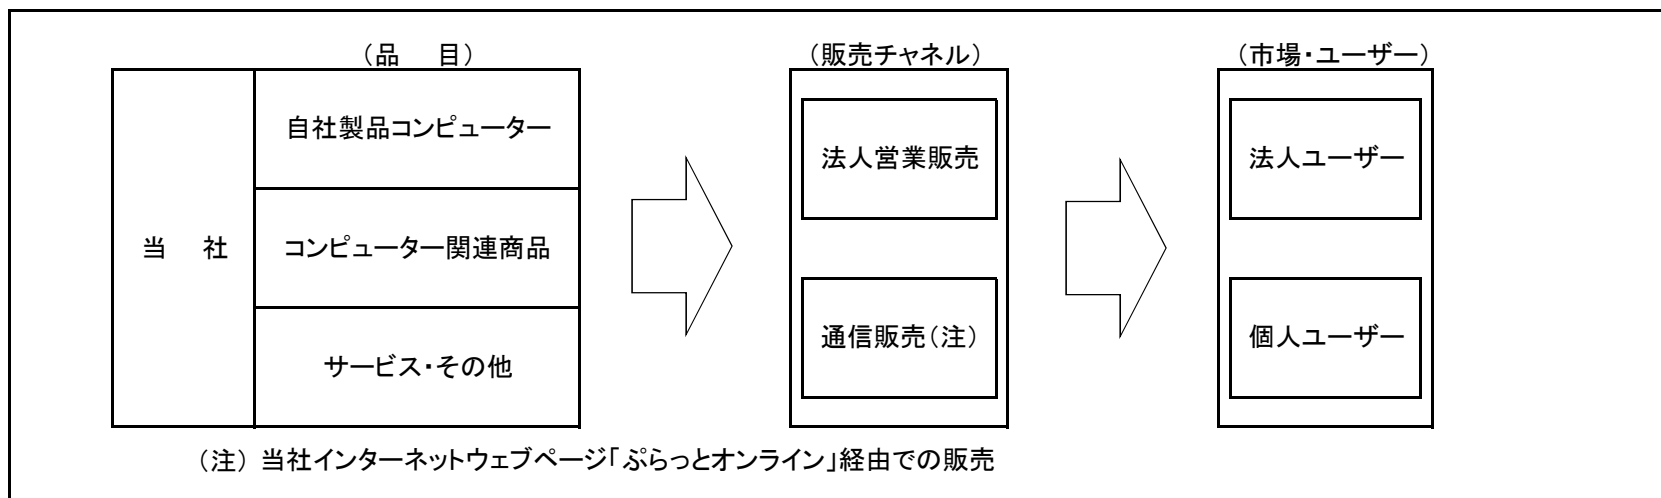 （品　目）
（販売チャネル）
（市場・ユーザー）
当　社
自社製品コンピューター
コンピューター関連商品
サービス・その他
法人営業販売
通信販売（注）
法人ユーザー
個人ユーザー
（注）当社インターネットウェブページ「ぷらっとオンライン」経由での販売